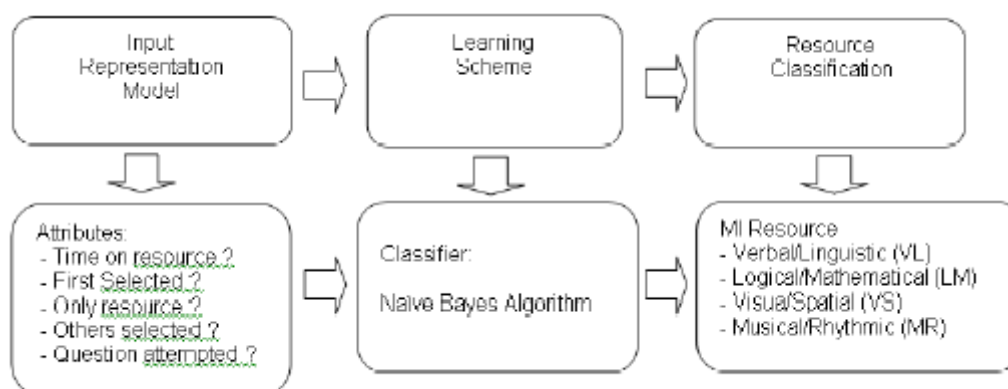 Input
Representation
Model
Learning
Scheme
Resource
Classification
Attributes:
- Time on resource ?
- First Selected ?
- Only resource ?
- Others selected ?
- Question attempted ?
Classifier:
Naive Bayes Algorithm
MI Resource
- Verbal/Linguistic (VL)
- Logical/Mathematical (LM)
- Visua/Spatial (VS)
- Musical/Rhythmic (MR)